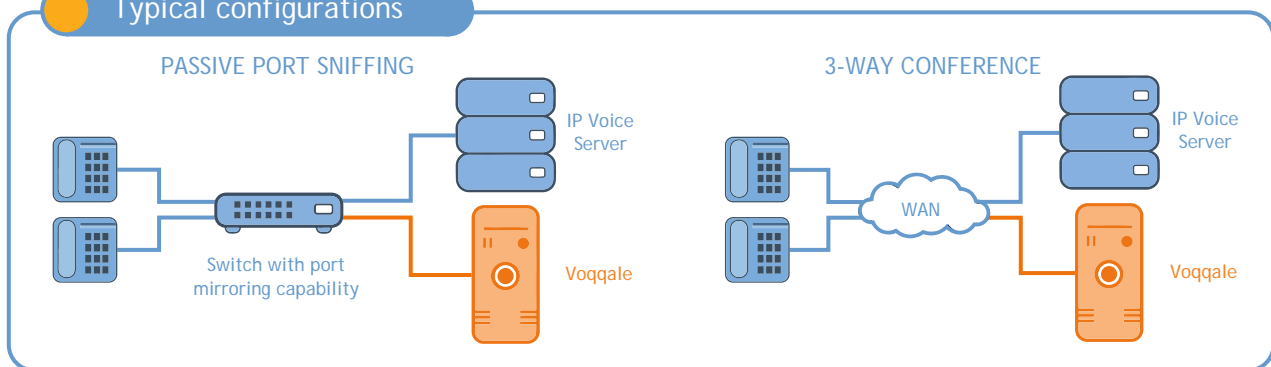 Typical configurations
PASSIVE PORT SNIFFING
IP Voice
Server
Switch with port
mirroring capability
Voqqale
3-WAY CONFERENCE
IP Voice
Server
WAN
Voqqale